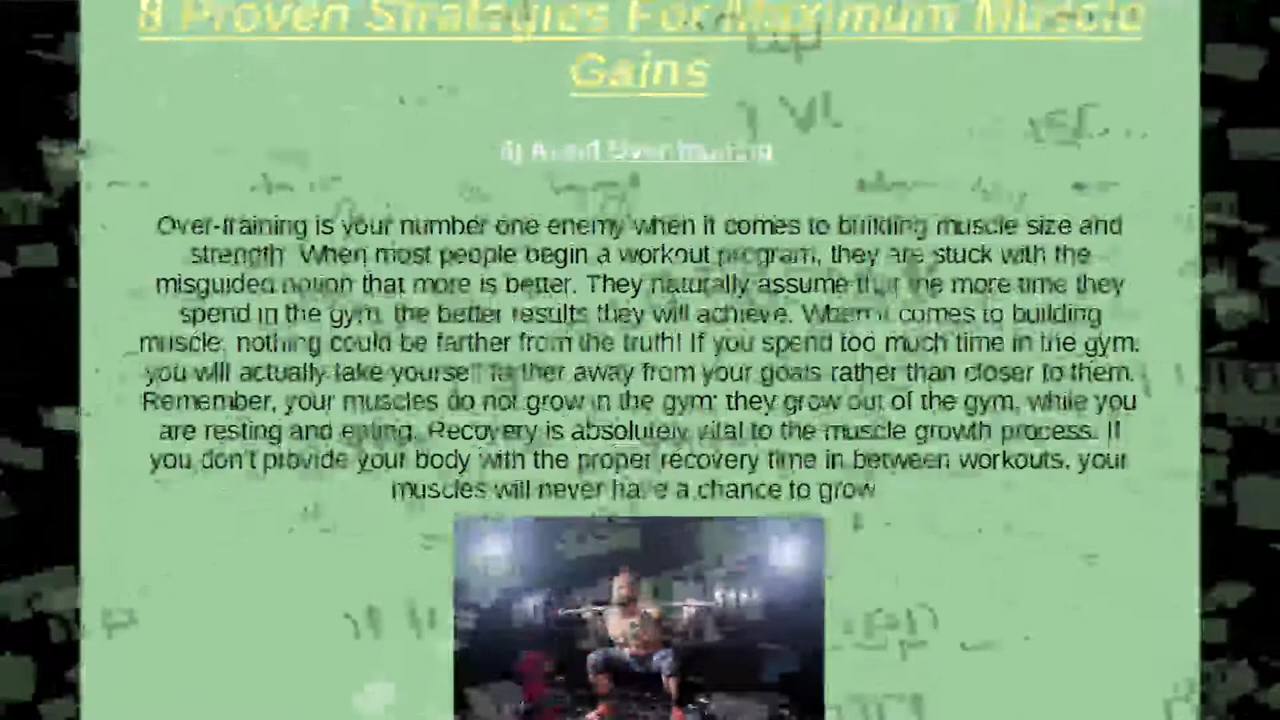 8 Proven Strategies For Maximum Muscle
Gains
Avoid Over training
Over-training is your number one enemy when it comes to building muscle size and
strength. When most people begin a workout program, they are stuck with the
misguided notion that more is better. They naturally assume that the more time they
spend in the gym, the better results they will achieve. When it comes to building
muscle, nothing could be farther from the truth! If you spend too much time in the gym,
you will actually take yourself farther away from your goals rather than closer to them.
Remember, your muscles do not grow in the gym; they grow out of the gym, while you
are resting and eating. Recovery is absolutely vital to the muscle growth process. If
you don't provide your body with the proper recovery time in between workouts, your
muscles will never have a chance to grow